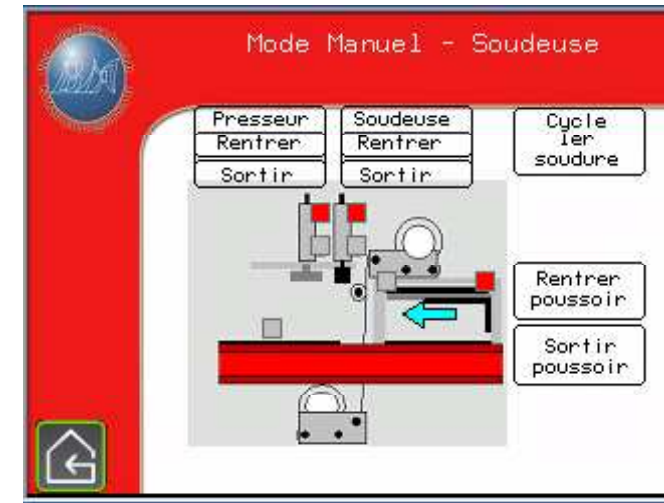 Mode Manuel - Soudeuse
Presseur
Rentrer
Sortir
Soudeuse
Rentrer
Sortir
Cycle
1er
soudure
Rentrer
poussoir
Sortir
poussoir